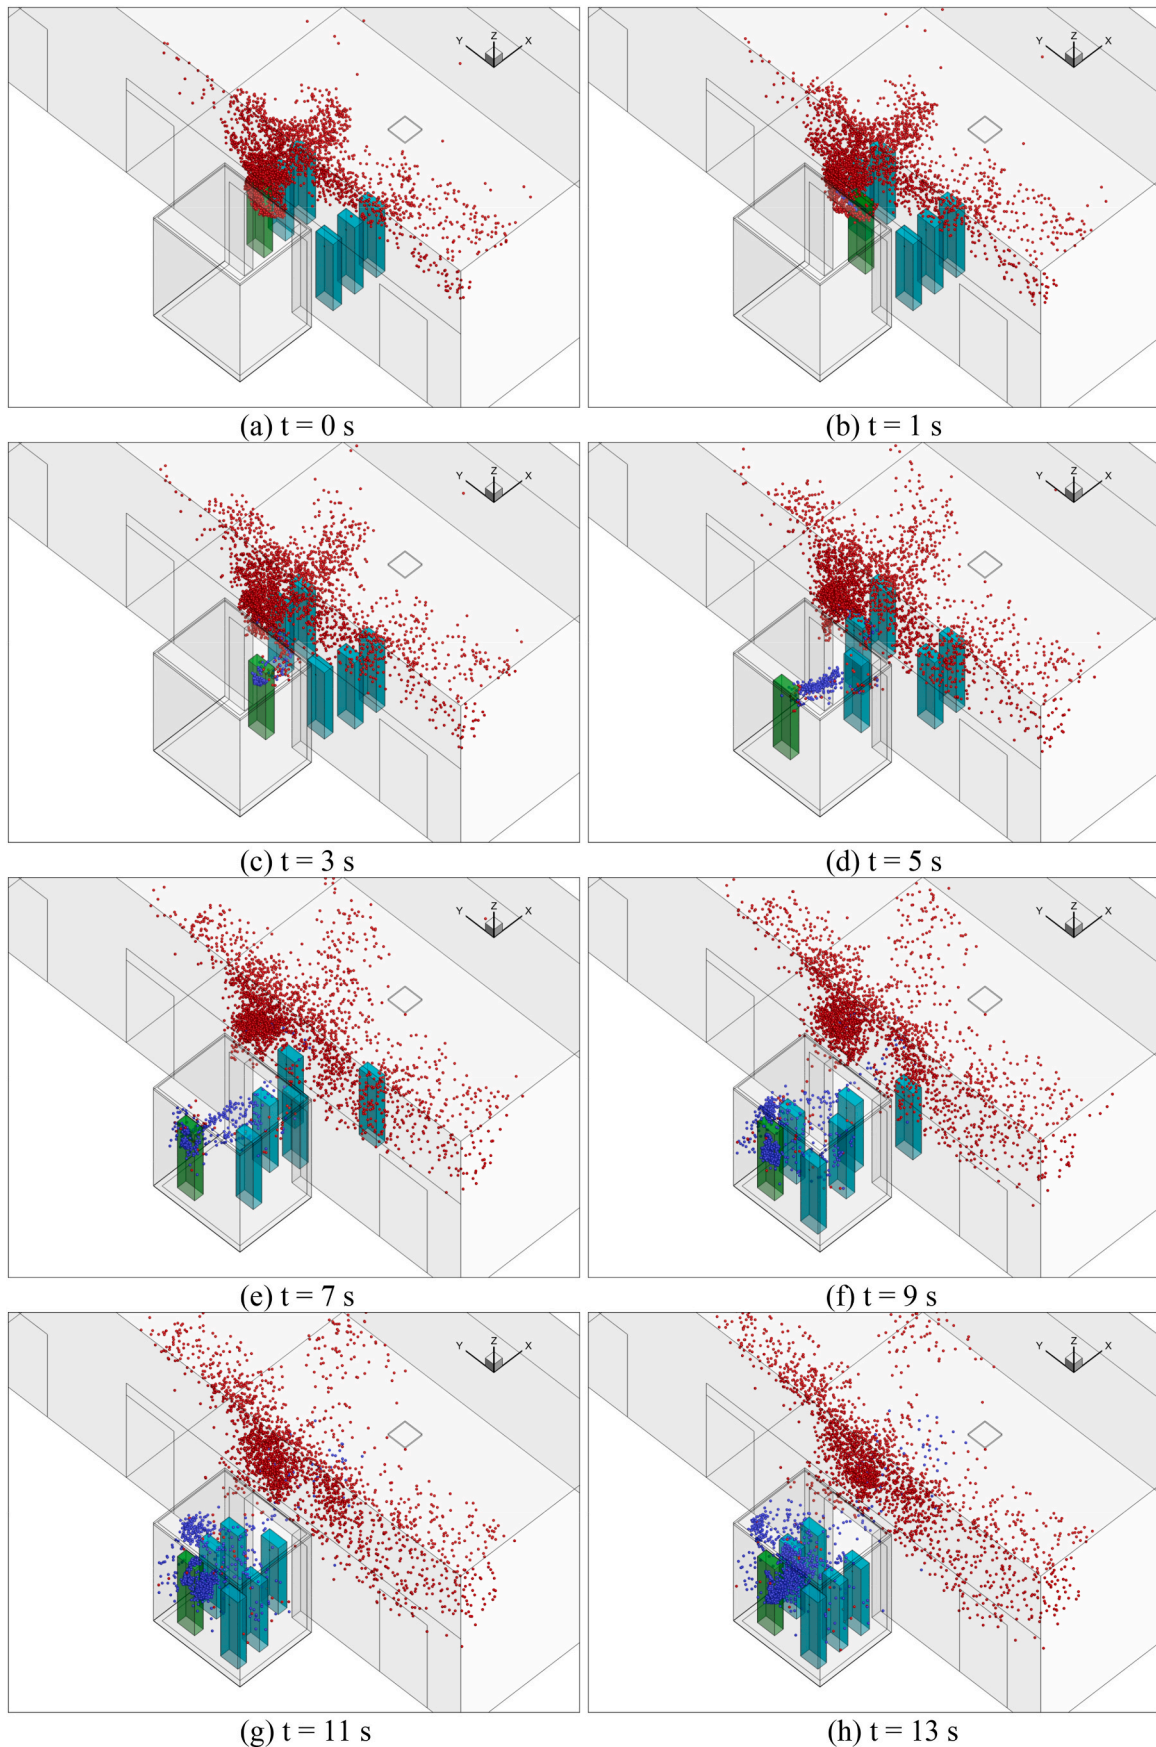 Y Z X
Y Z X
(a) t = 0 s
(b) t = 1 s
Y Z X
Y Z X
(c) t = 3 s
(d) t = 5 s
Y Z X
Y Z X
(e) t = 7 s
(f) t = 9 s
Y Z X
Y Z X
(g) t = 11 s
(h) t = 13 s